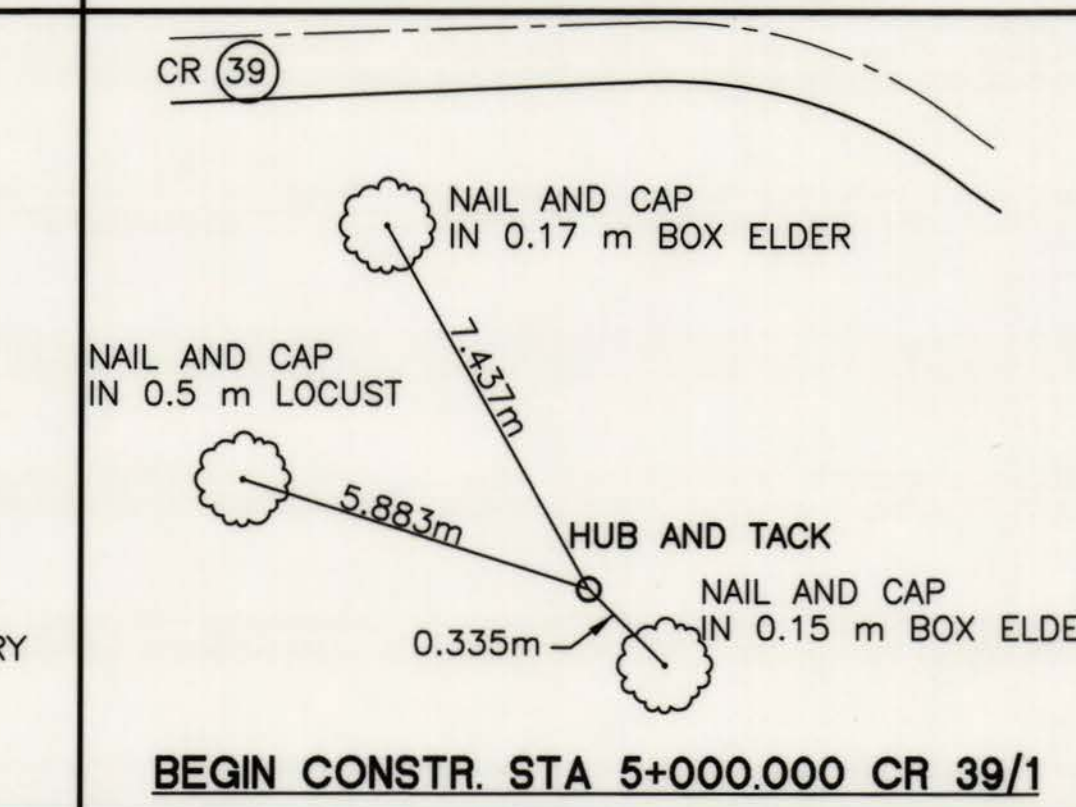 CR 39
NAIL AND CAP
IN 0.17 m BOX ELDER
7.437m
NAIL AND CAP
IN 0.5 m LOCUST
5.883m
HUB AND TACK
NAIL AND CAP
IN 0.15 m BOX ELDE
0.335m
RY
BEGIN CONSTR. STA 5+000.000 CR 39/1